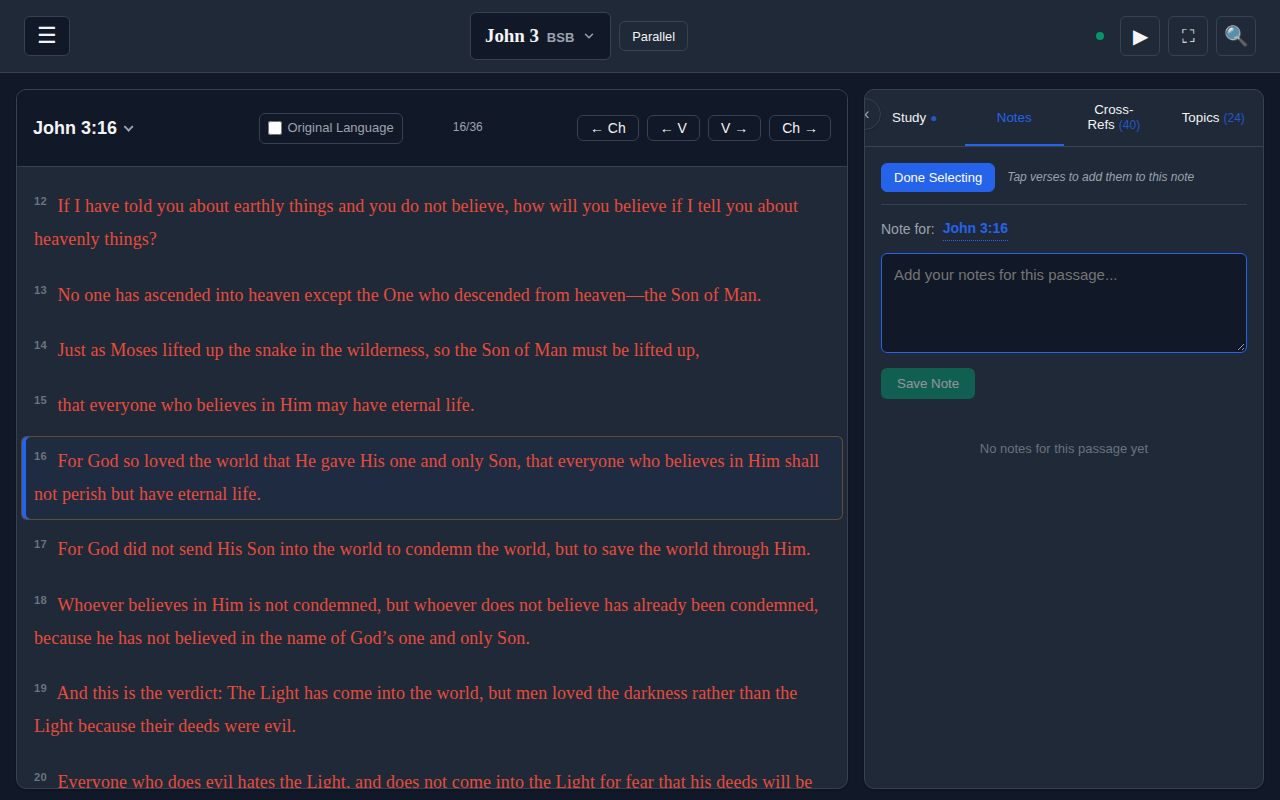 ☰
John 3 BSB
Parallel
▶
John 3:16
Original Language
16/36
← Ch
← V
V →
Ch →
12 If I have told you about earthly things and you do not believe, how will you believe if I tell you about
heavenly things?
13 No one has ascended into heaven except the One who descended from heaven—the Son of Man.
14 Just as Moses lifted up the snake in the wilderness, so the Son of Man must be lifted up,
15 that everyone who believes in Him may have eternal life.
16 For God so loved the world that He gave His one and only Son, that everyone who believes in Him shall
not perish but have eternal life.
17 For God did not send His Son into the world to condemn the world, but to save the world through Him.
18 Whoever believes in Him is not condemned, but whoever does not believe has already been condemned,
because he has not believed in the name of God’s one and only Son.
19 And this is the verdict: The Light has come into the world, but men loved the darkness rather than the
Light because their deeds were evil.
20 Everyone who does evil hates the Light, and does not come into the Light for fear that his deeds will be
‹
Study ●
Notes
Cross-
Refs (40)
Topics (24)
Done Selecting
Tap verses to add them to this note
Note for: John 3:16
Add your notes for this passage...
Save Note
No notes for this passage yet